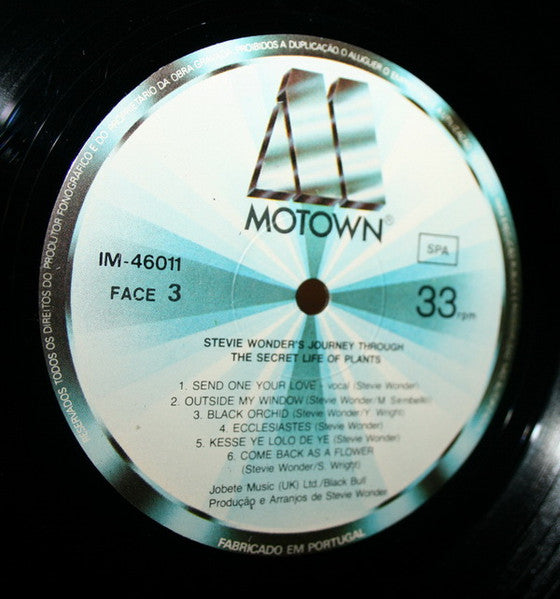 RESERVADOS TODOS OS DIREITOS DO PRODUTOR FONOGRÁFICO E DO PROPRIETÁRIO DA OBRA GRAVADA PROIBIDOS A DUPLICAÇÃO O ALUGUER O
MOTOWN®
IM-46011
SPA
FACE 3
33 rpm
STEVIE WONDER'S JOURNEY THROUGH
THE SECRET LIFE OF PLANTS
1. SEND ONE YOUR LOVE - vocal (Stevie Wonder)
2. OUTSIDE MY WINDOW (Stevie Wonder/M. Sembello)
3. BLACK ORCHID (Stevie Wonder/Y. Wright)
4. ECCLESIASTES (Stevie Wonder)
5. KESSE YE LOLO DE YE (Stevie Wonder)
6. COME BACK AS A FLOWER
(Stevie Wonder/S. Wright)
Jobete Music (UK) Ltd./Black Bull
Produção e Arranjos de Stevie Wonder
FABRICADO EM PORTUGAL